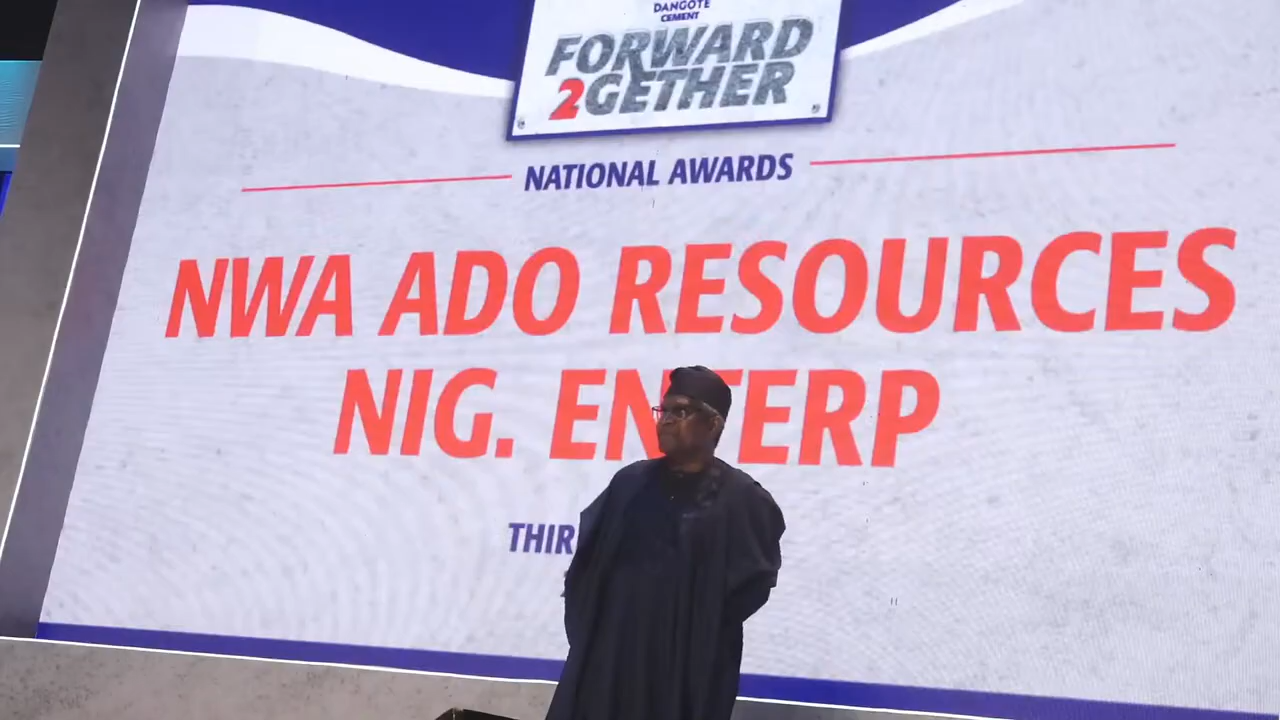 DANGOTE
CEMENT
FORWARD
2GETHER
NATIONAL AWARDS
NWA ADO RESOURCES
NIG. ENTERP
THIR